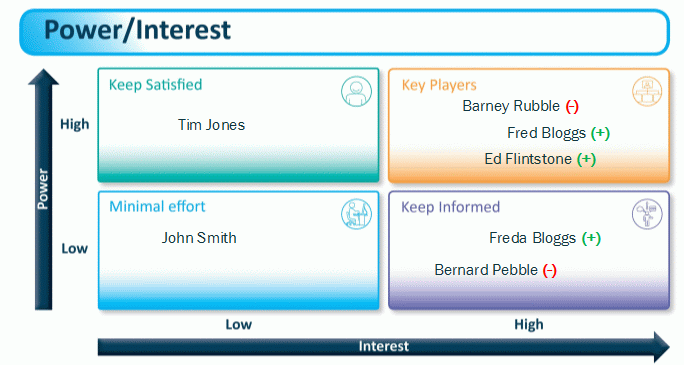 Power/Interest
Keep Satisfied
Tim Jones
Key Players
Barney Rubble (-)
Fred Bloggs (+)
Ed Flintstone (+)
High
Power
Minimal effort
John Smith
Keep Informed
Freda Bloggs (+)
Bernard Pebble (-)
Low
Low
High
Interest